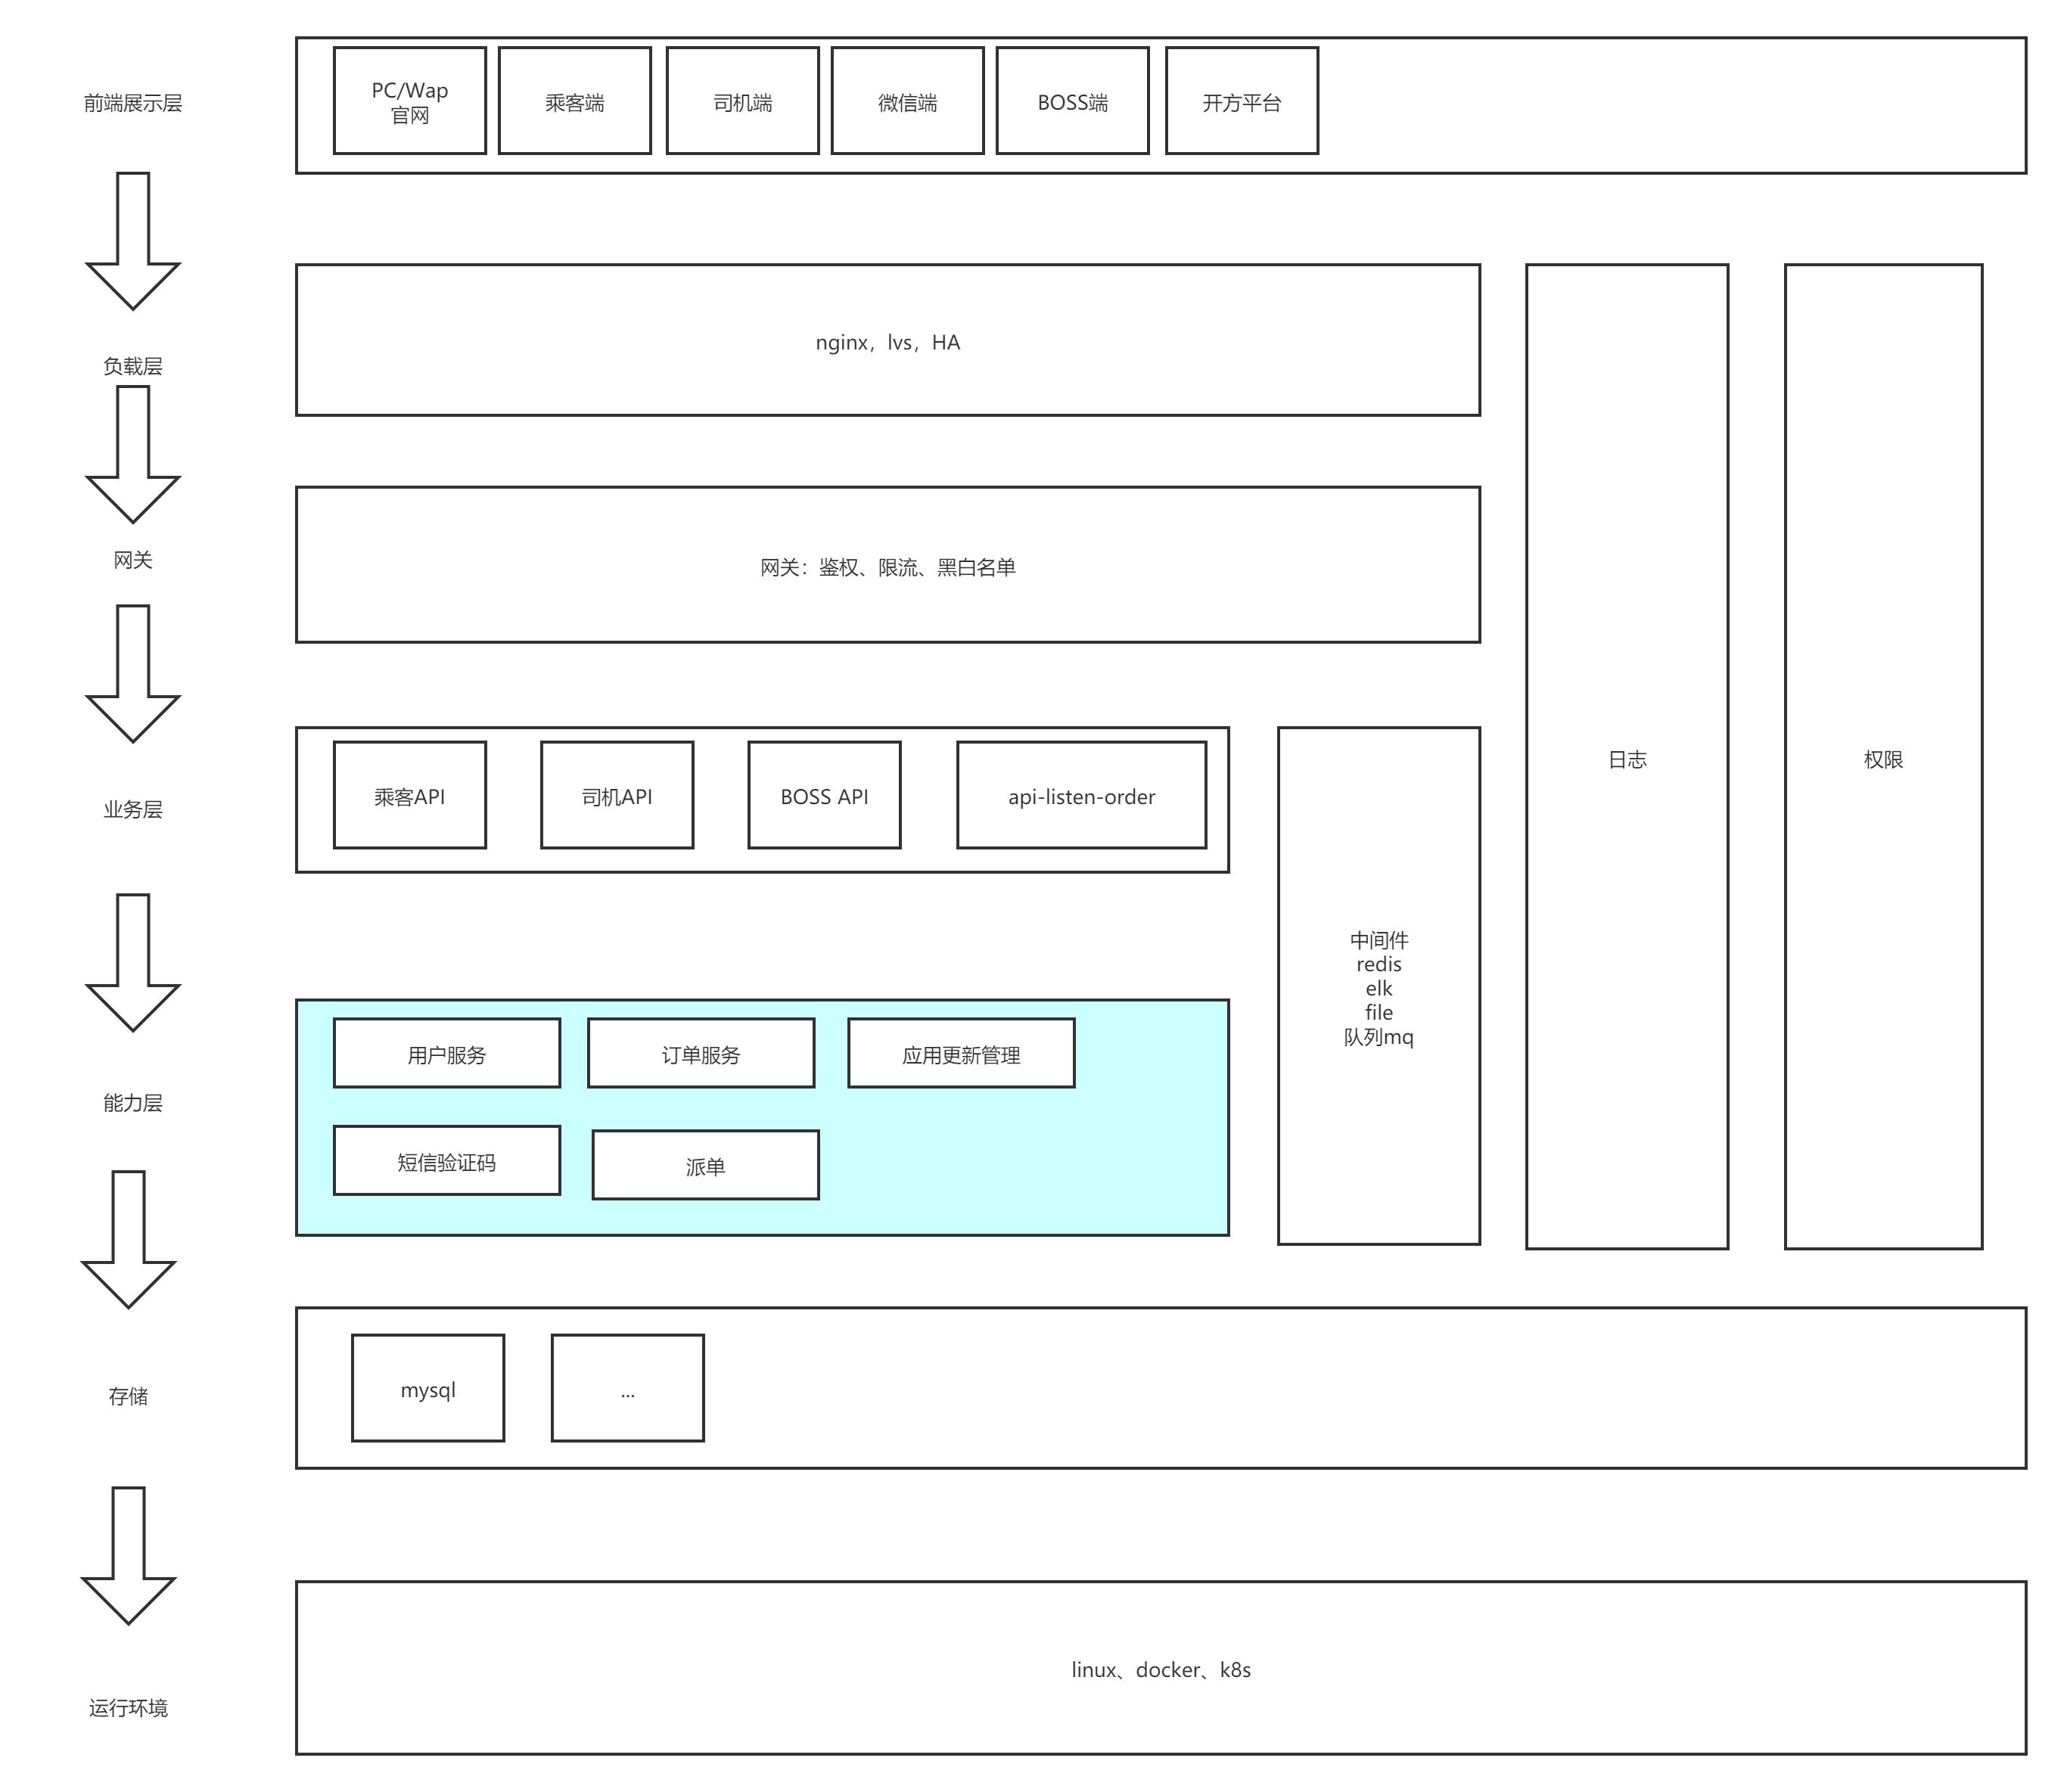 前端展示层
PC/Wap
官网
乘客端
司机端
微信端
BOSS端
开方平台
负载层
nginx，lvs，HA
网关
网关：鉴权、限流、黑白名单
业务层
乘客API
司机API
BOSS API
api-listen-order
中间件
redis
elk
file
队列mq
日志
权限
能力层
用户服务
订单服务
应用更新管理
短信验证码
派单
存储
mysql
...
运行环境
linux、docker、k8s